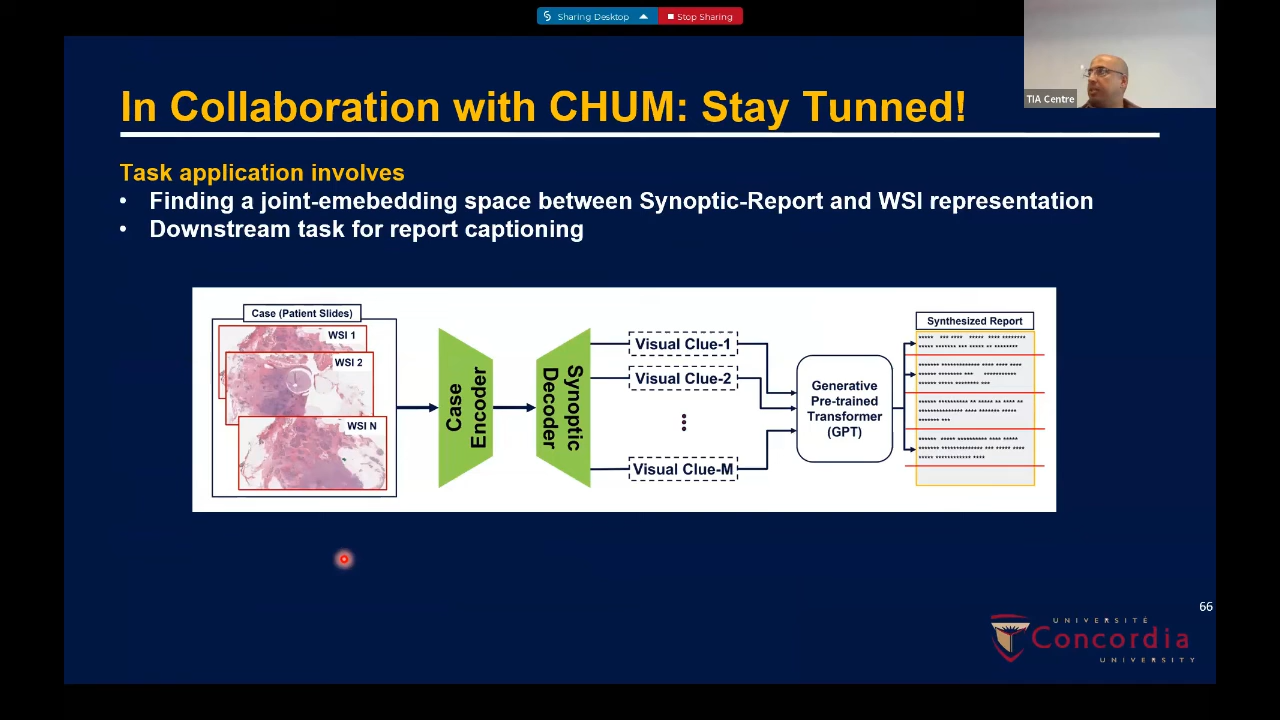 Sharing Desktop
Stop Sharing
TIA Centre
In Collaboration with CHUM: Stay Tuned!
Task application involves
• Finding a joint-emebedding space between Synoptic-Report and WSI representation
• Downstream task for report captioning
Case (Patient Slides)
WSI 1
WSI 2
WSI N
Case
Encoder
Synoptic
Decoder
Visual Clue-1
Visual Clue-2
Visual Clue-M
Generative
Pre-trained
Transformer
(GPT)
Synthesized Report
66
UNIVERSITÉ
Concordia
UNIVERSITY